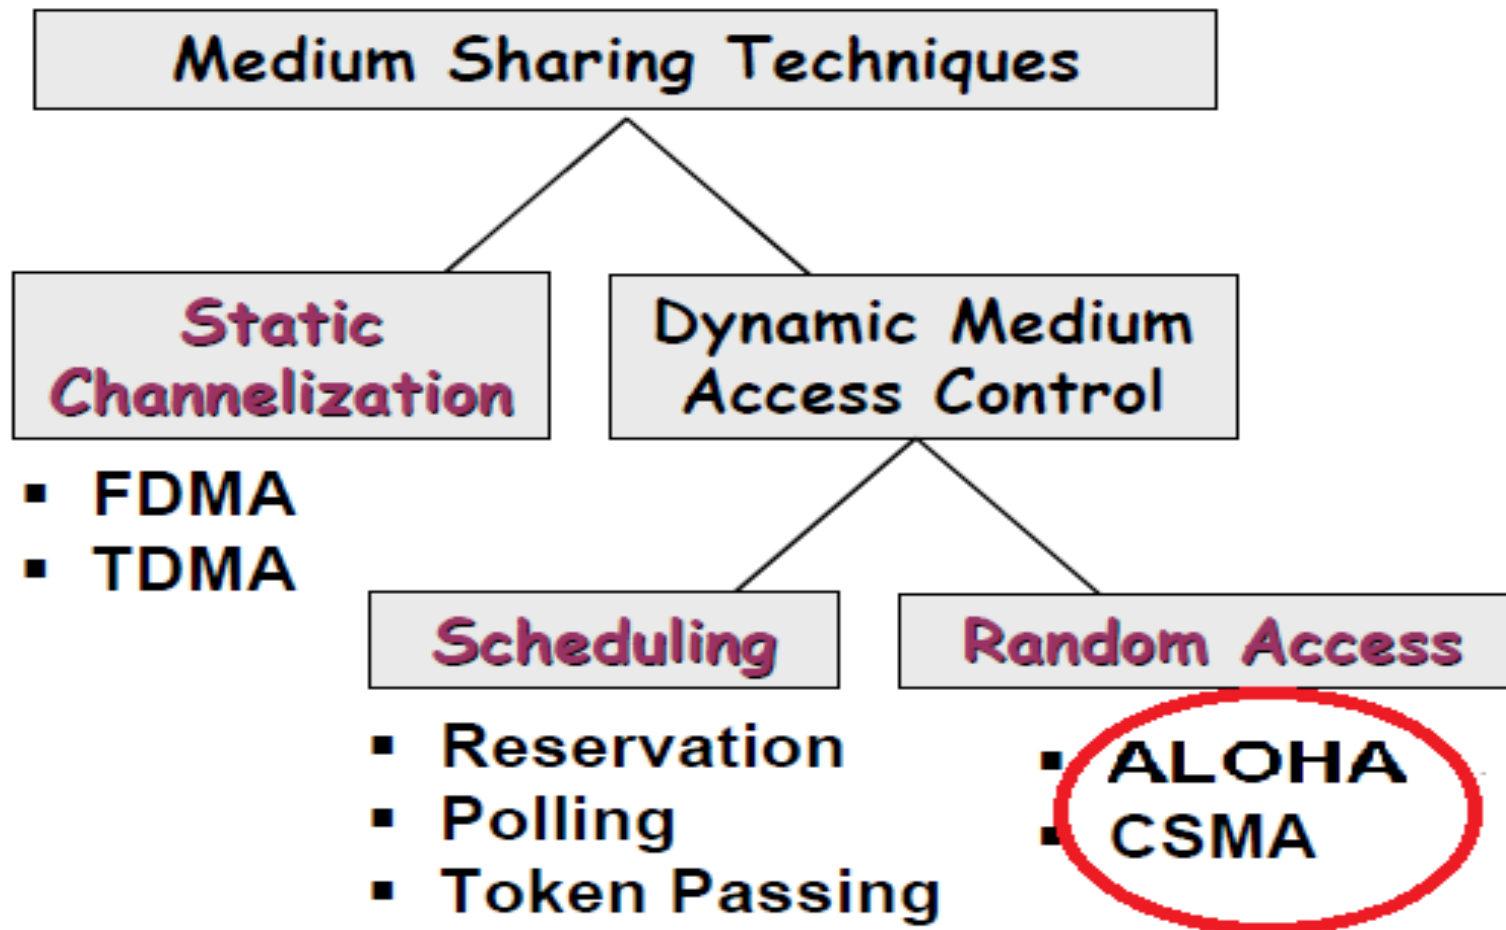 Medium Sharing Techniques
Static
Channelization
Dynamic Medium
Access Control
▪ FDMA
▪ TDMA
Scheduling
Random Access
▪ Reservation
▪ Polling
▪ Token Passing
▪ ALOHA
▪ CSMA